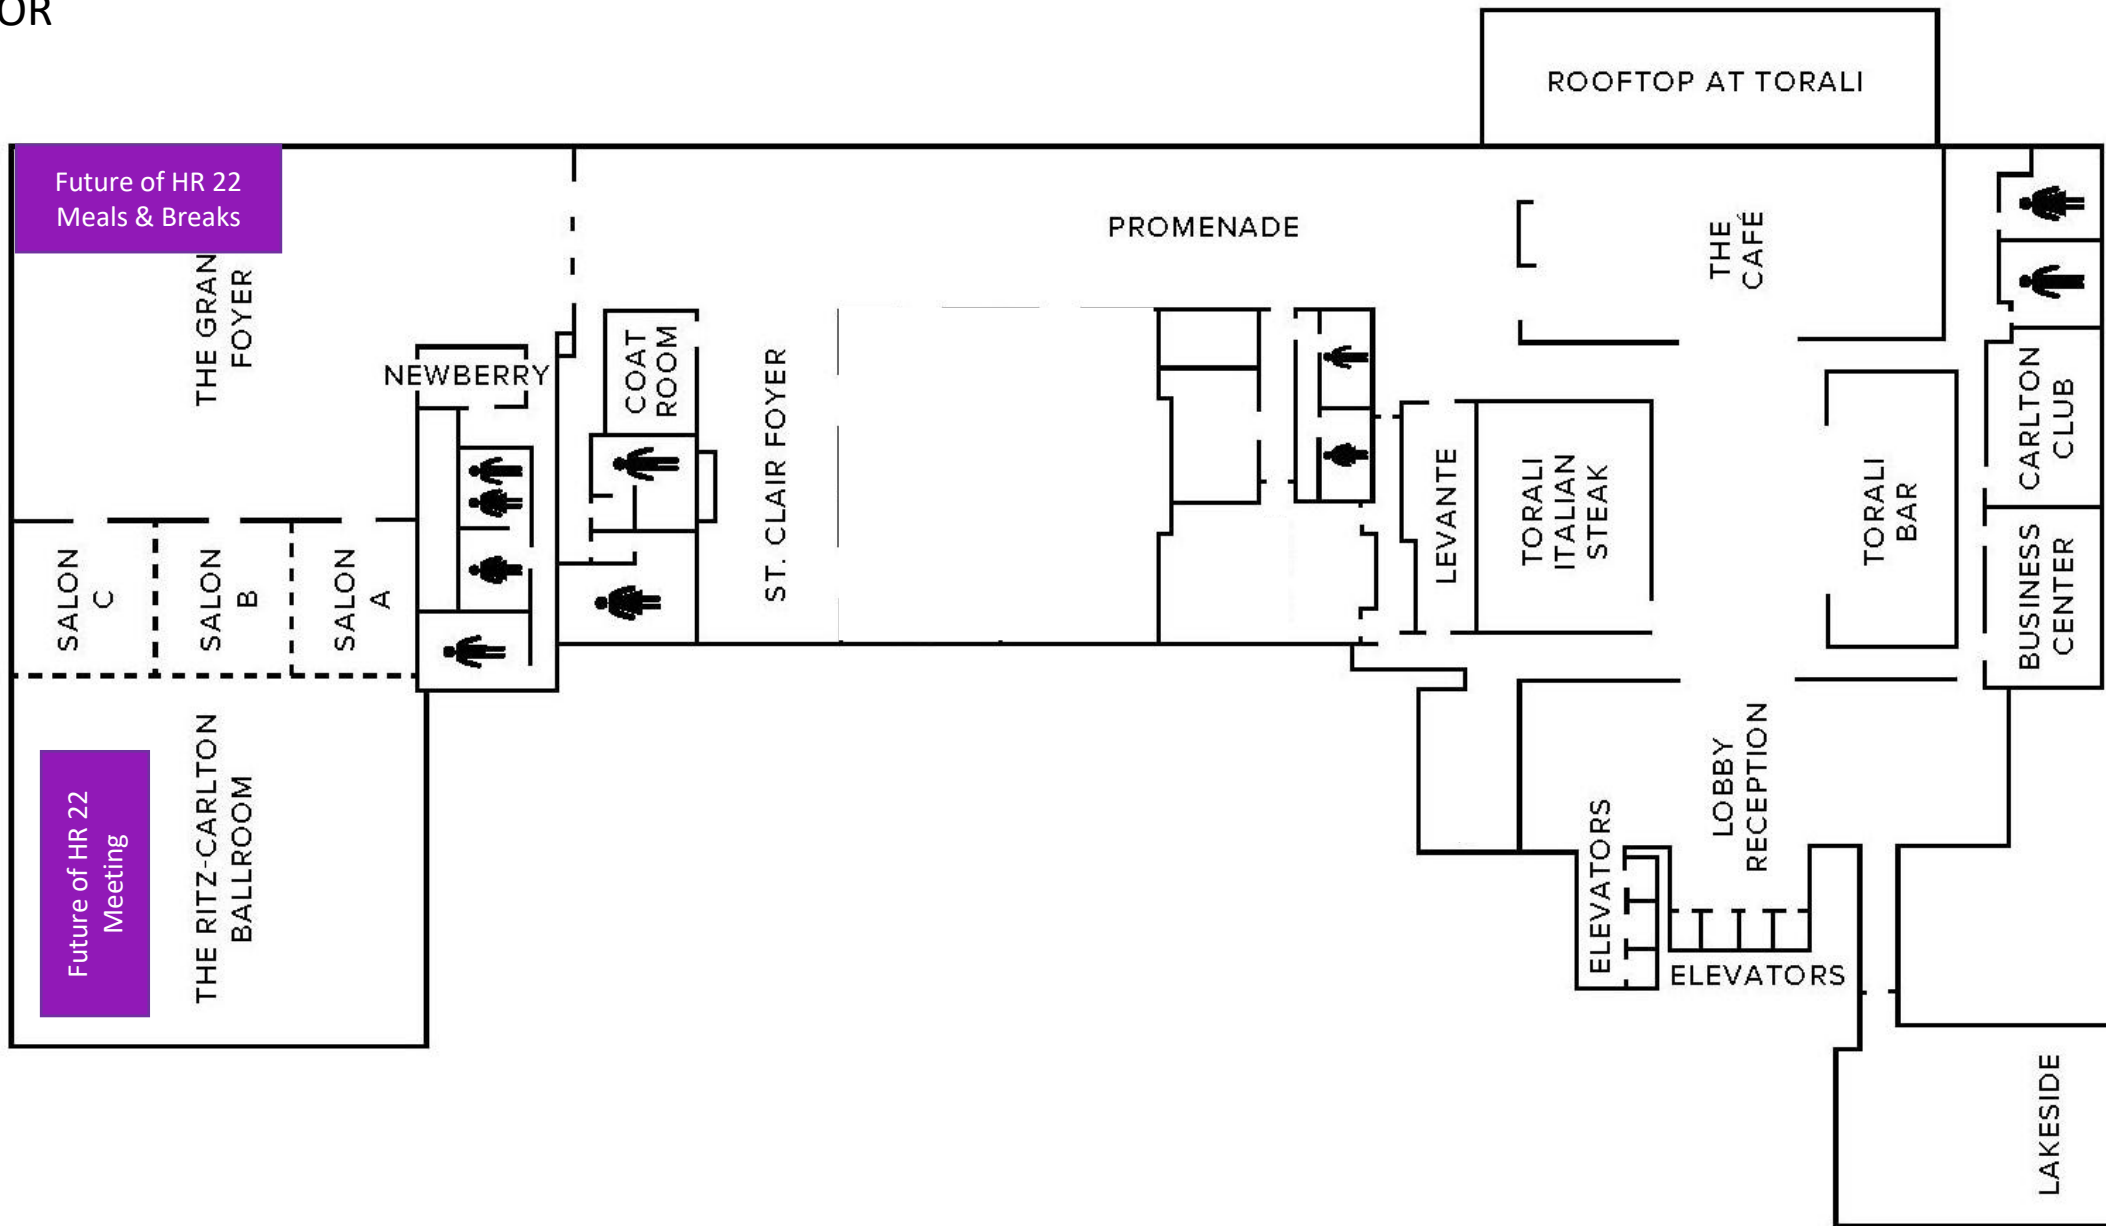 OR
ROOFTOP AT TORALI
Future of HR 22
Meals & Breaks
THE GRAN
FOYER
PROMENADE
THE
CAFÉ
NEWBERRY
COAT
ROOM
ST. CLAIR FOYER
LEVANTE
TORALI
ITALIAN
STEAK
TORALI
BAR
CARLTON
CLUB
BUSINESS
CENTER
SALON
C
SALON
B
SALON
A
Future of HR 22
Meeting
THE RITZ-CARLTON
BALLROOM
LOBBY
RECEPTION
ELEVATORS
ELEVATORS
LAKESIDE